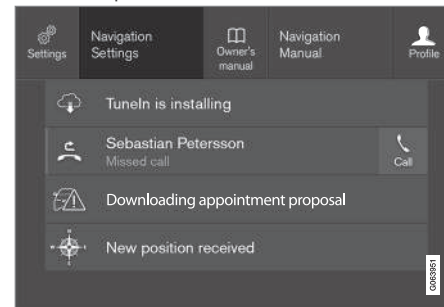 Settings
Navigation
Settings
Owner's
manual
Navigation
Manual
Profile
TuneIn is installing
Sebastian Petersson
Missed call
Call
Downloading appointment proposal
New position received
G063951